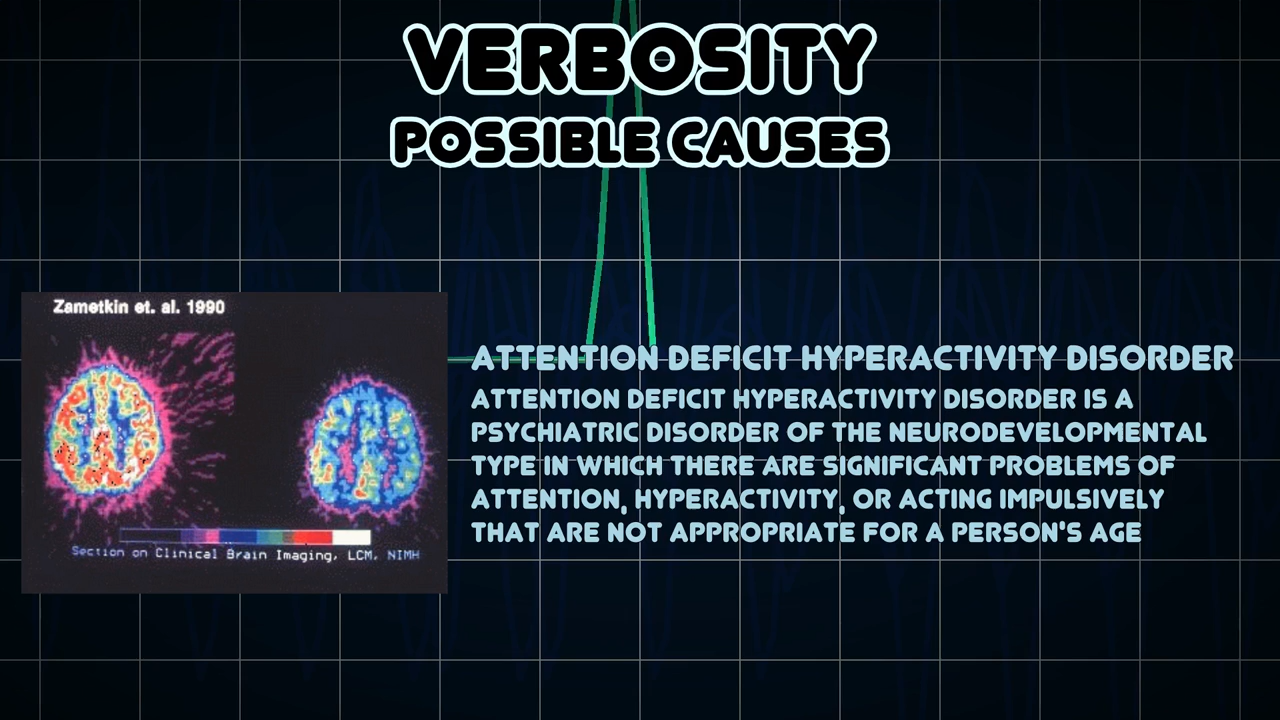 VERBOSITY
POSSIBLE CAUSES
Zametkin et. al. 1990
Section on Clinical Brain Imaging, LCM, NIMH
ATTENTION DEFICIT HYPERACTIVITY DISORDER
ATTENTION DEFICIT HYPERACTIVITY DISORDER IS A
PSYCHIATRIC DISORDER OF THE NEURODEVELOPMENTAL
TYPE IN WHICH THERE ARE SIGNIFICANT PROBLEMS OF
ATTENTION, HYPERACTIVITY, OR ACTING IMPULSIVELY
THAT ARE NOT APPROPRIATE FOR A PERSON'S AGE